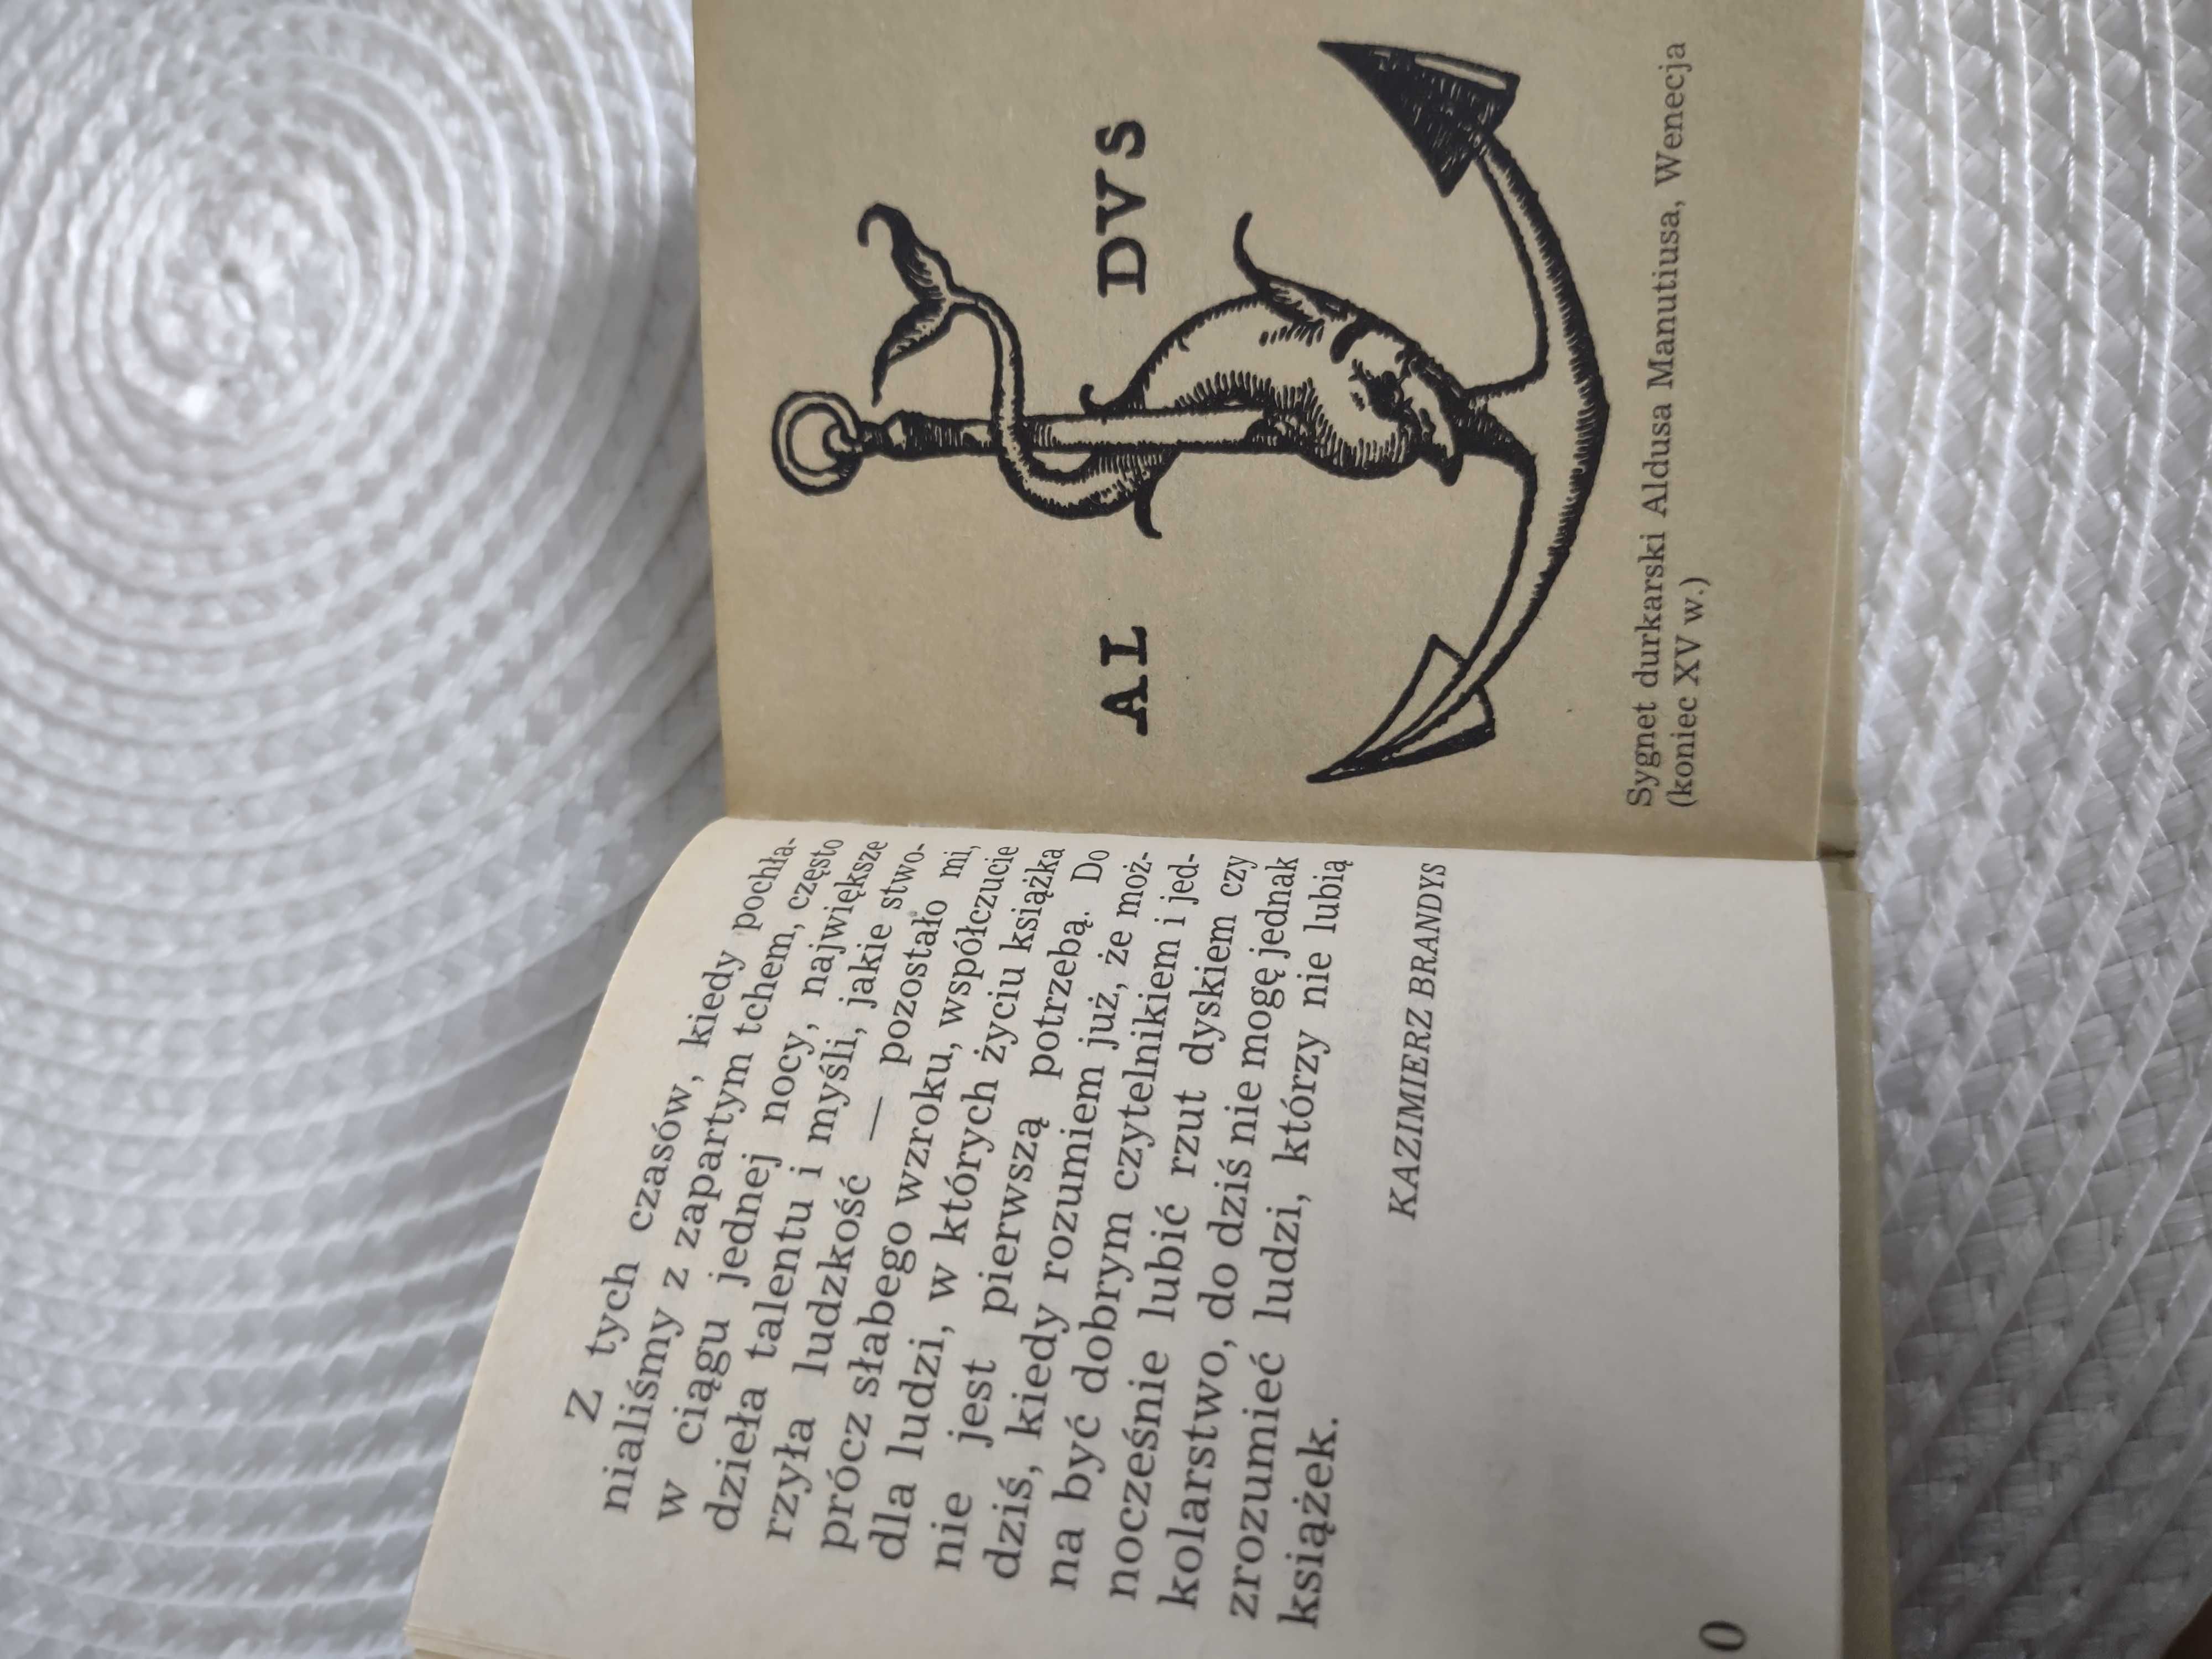 Z tych czasów, kiedy pochła-
nialiśmy z zapartym tchem, często
w ciągu jednej nocy, największe
dzieła talentu i myśli, jakie stwo-
rzyła ludzkość — pozostało mi,
prócz słabego wzroku, współczucie
dla ludzi, w których życiu książka
nie jest pierwszą potrzebą. Do
dziś, kiedy rozumiem już, że moż-
na być dobrym czytelnikiem i jed-
nocześnie lubić rzut dyskiem czy
kolarstwo, do dziś nie mogę jednak
zrozumieć ludzi, którzy nie lubią
książek.
KAZIMIERZ BRANDYS
0
AL DVS
Sygnet durkarski Aldusa Manutiusa, Wenecja
(koniec XV w.)